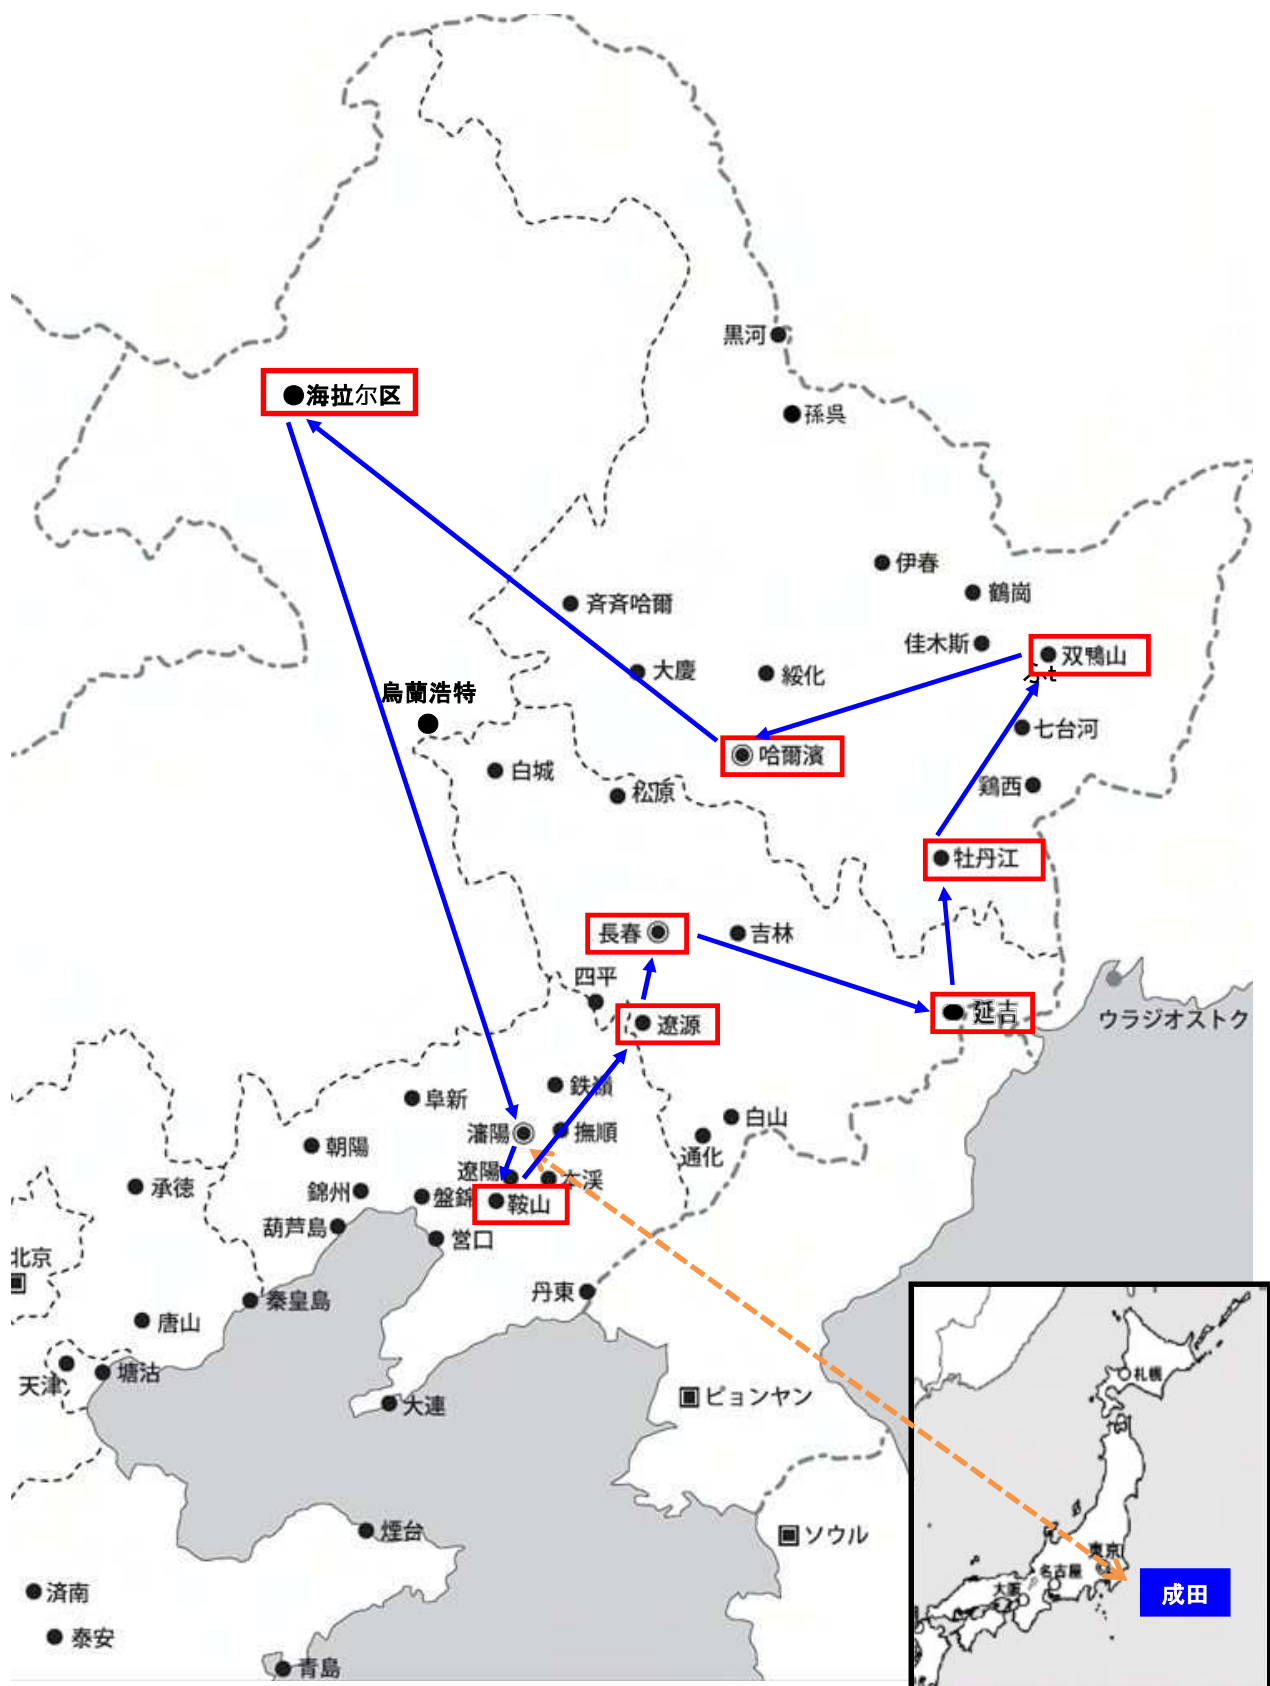 黒河
海拉尔区
孫呉
伊春
鶴崗
斉斉哈爾
佳木斯
双鴨山
大慶
綏化
烏蘭浩特
七台河
哈爾濱
白城
鶏西
松原
牡丹江
長春
吉林
四平
延吉
遼源
ウラジオストク
鉄嶺
阜新
白山
瀋陽
撫順
朝陽
通化
遼陽
本渓
承徳
錦州
盤錦
鞍山
葫芦島
営口
北京
丹東
秦皇島
唐山
天津
塘沽
札幌
ピョンヤン
大連
煙台
ソウル
東京
名古屋
大阪
成田
済南
泰安
青島